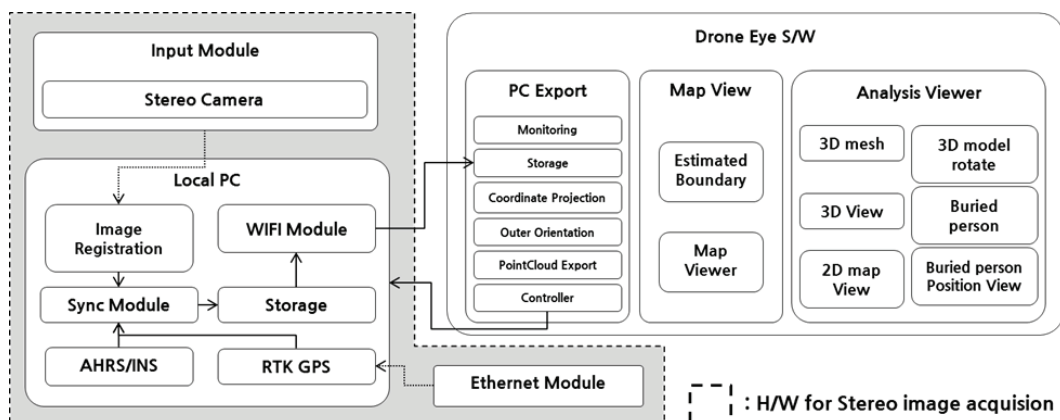 Input Module
Stereo Camera
Local PC
Image
Registration
WIFI Module
Sync Module
Storage
AHRS/INS
RTK GPS
Ethernet Module
Drone Eye S/W
PC Export
Monitoring
Storage
Coordinate Projection
Outer Orientation
PointCloud Export
Controller
Map View
Estimated
Boundary
Map
Viewer
Analysis Viewer
3D mesh
3D model
rotate
3D View
Buried
person
2D map
View
Buried person
Position View
: H/W for Stereo image acquision